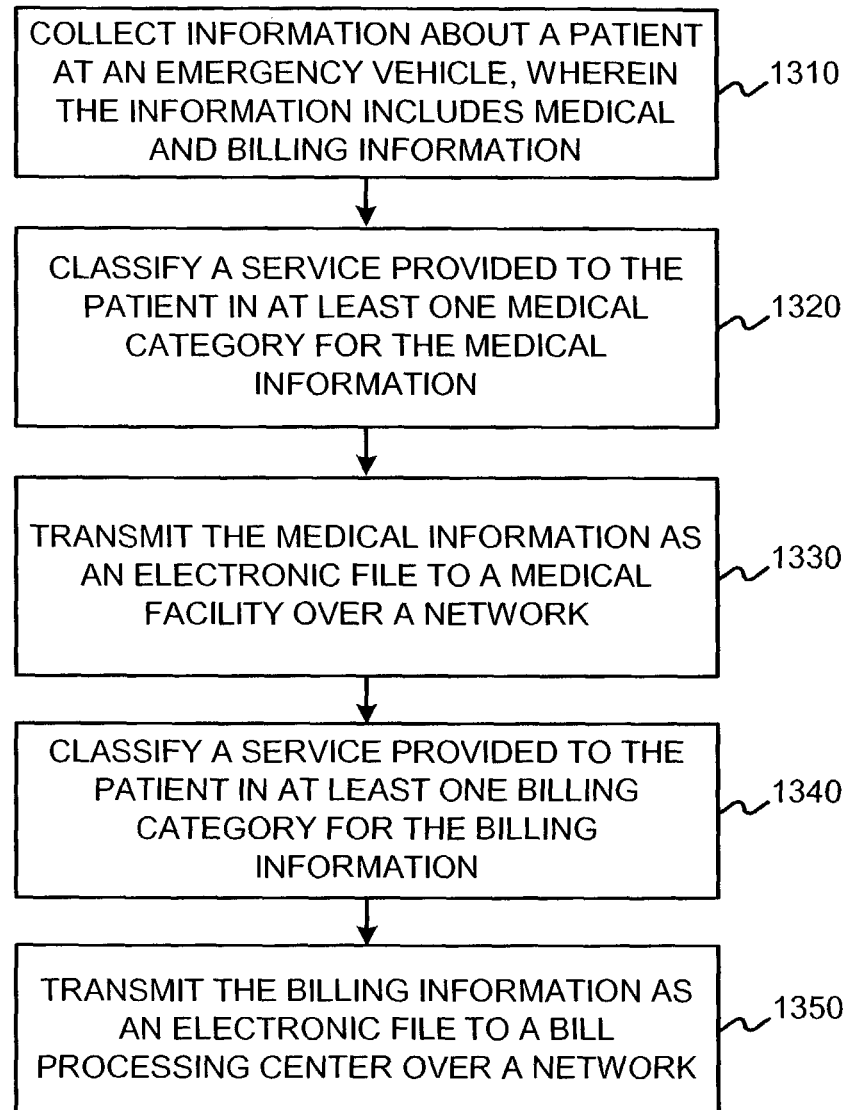 COLLECT INFORMATION ABOUT A PATIENT
AT AN EMERGENCY VEHICLE, WHEREIN
THE INFORMATION INCLUDES MEDICAL
AND BILLING INFORMATION
1310
CLASSIFY A SERVICE PROVIDED TO THE
PATIENT IN AT LEAST ONE MEDICAL
CATEGORY FOR THE MEDICAL
INFORMATION
1320
TRANSMIT THE MEDICAL INFORMATION AS
AN ELECTRONIC FILE TO A MEDICAL
FACILITY OVER A NETWORK
1330
CLASSIFY A SERVICE PROVIDED TO THE
PATIENT IN AT LEAST ONE BILLING
CATEGORY FOR THE BILLING
INFORMATION
1340
TRANSMIT THE BILLING INFORMATION AS
AN ELECTRONIC FILE TO A BILL
PROCESSING CENTER OVER A NETWORK
1350